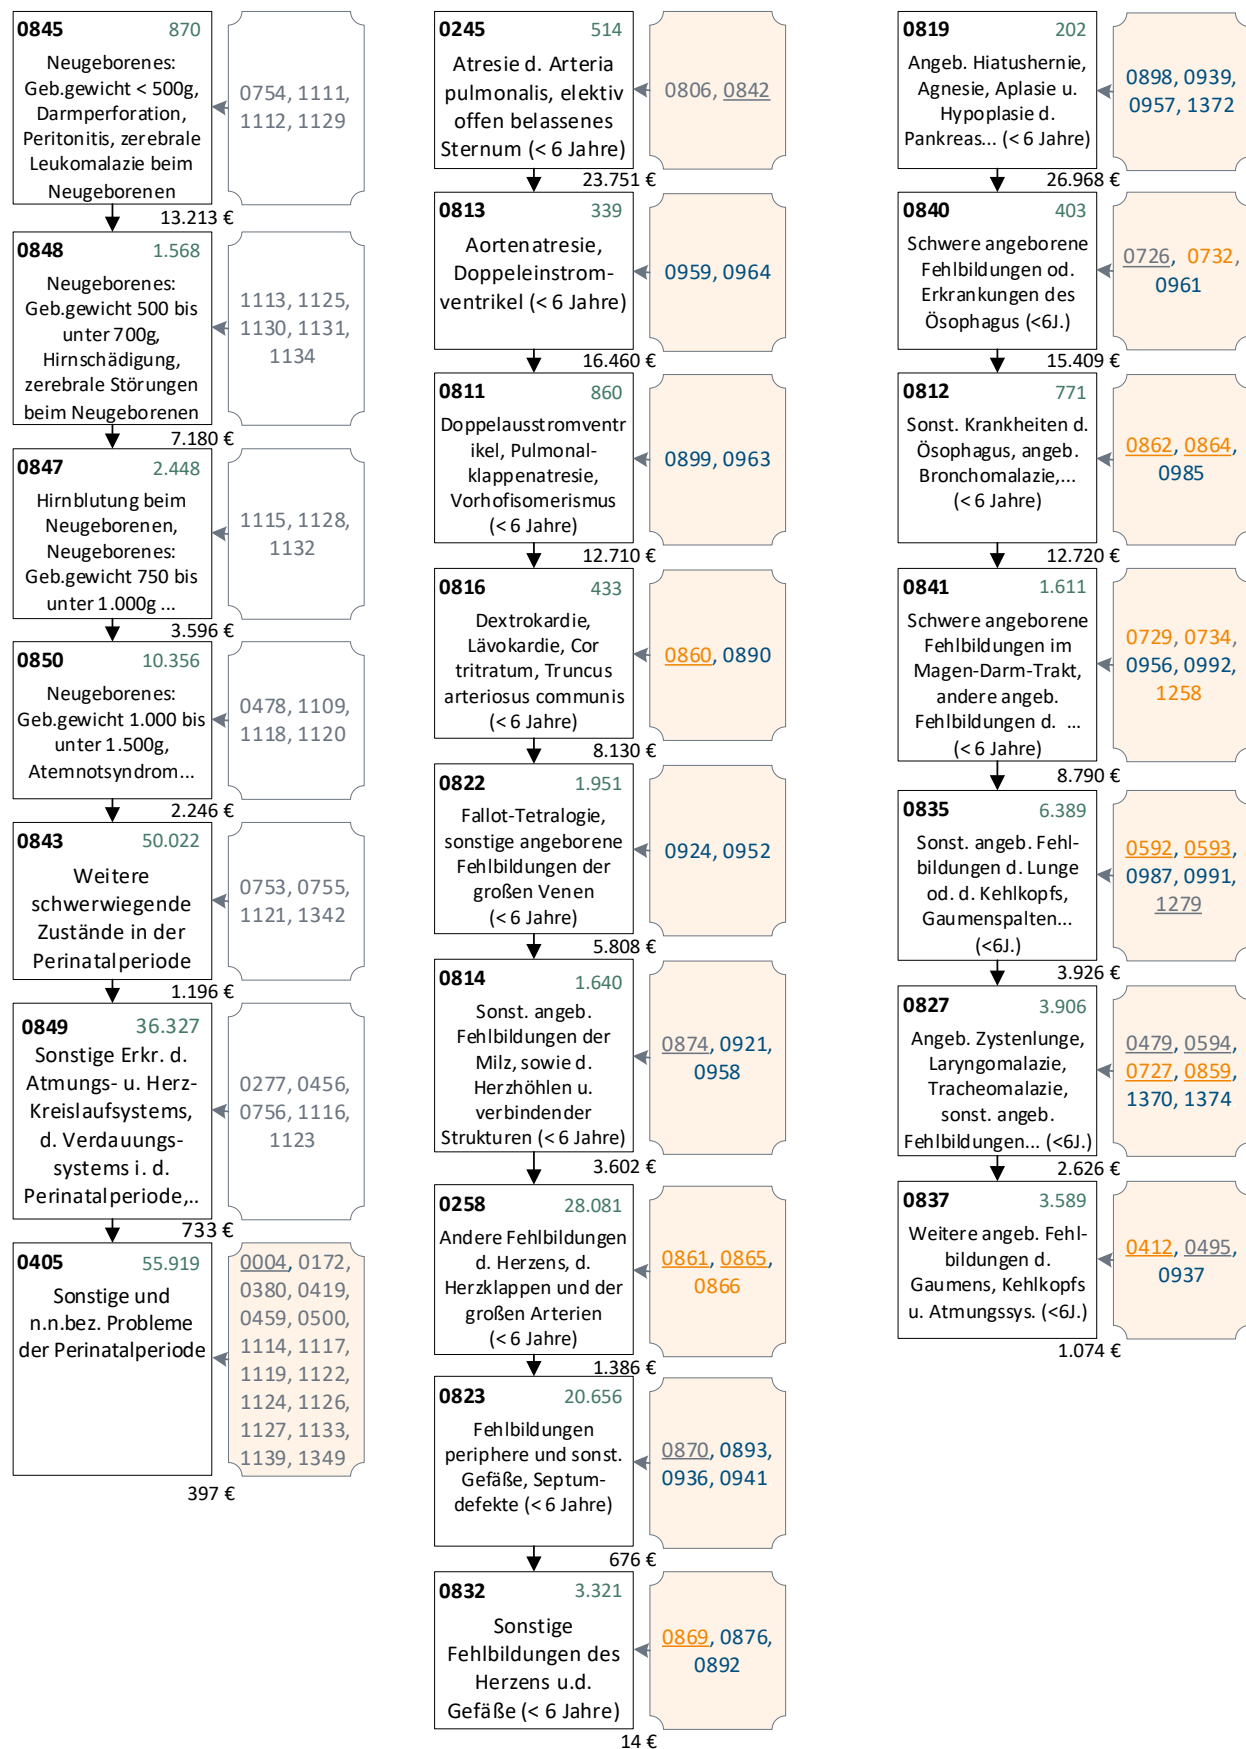 0845 870
Neugeborenes:
Geb.gewicht < 500g,
Darmperforation,
Peritonitis, zerebrale
Leukomalazie beim
Neugeborenen
0754, 1111,
1112, 1129
13.213 €
0848 1.568
Neugeborenes:
Geb.gewicht 500 bis
unter 700g,
Hirnschädigung,
zerebrale Störungen
beim Neugeborenen
1113, 1125,
1130, 1131,
1134
7.180 €
0847 2.448
Hirnblutung beim
Neugeborenen,
Neugeborenes:
Geb.gewicht 750 bis
unter 1.000g ...
1115, 1128,
1132
3.596 €
0850 10.356
Neugeborenes:
Geb.gewicht 1.000 bis
unter 1.500g,
Atemnotsyndrom...
0478, 1109,
1118, 1120
2.246 €
0843 50.022
Weitere
schwerwiegende
Zustände in der
Perinatalperiode
0753, 0755,
1121, 1342
1.196 €
0849 36.327
Sonstige Erkr. d.
Atmungs- u. Herz-
Kreislaufsystems,
d. Verdauungs-
systems i. d.
Perinatalperiode,..
0277, 0456,
0756, 1116,
1123
733 €
0405 55.919
Sonstige und
n.n.bez. Probleme
der Perinatalperiode
0004, 0172,
0380, 0419,
0459, 0500,
1114, 1117,
1119, 1122,
1124, 1126,
1127, 1133,
1139, 1349
397 €
0245 514
Atresie d. Arteria
pulmonalis, elektiv
offen belassenes
Sternum (< 6 Jahre)
0806, 0842
23.751 €
0813 339
Aortenatresie,
Doppeleinstrom-
ventrikel (< 6 Jahre)
0959, 0964
16.460 €
0811 860
Doppelausstromventr
ikel, Pulmonal-
klappenatresie,
Vorhofisomerismus
(< 6 Jahre)
0899, 0963
12.710 €
0816 433
Dextrokardie,
Lävokardie, Cor
tritratum, Truncus
arteriosus communis
(< 6 Jahre)
0860, 0890
8.130 €
0822 1.951
Fallot-Tetralogie,
sonstige angeborene
Fehlbildungen der
großen Venen
(< 6 Jahre)
0924, 0952
5.808 €
0814 1.640
Sonst. angeb.
Fehlbildungen der
Milz, sowie d.
Herzhöhlen u.
verbindender
Strukturen (< 6 Jahre)
0874, 0921,
0958
3.602 €
0258 28.081
Andere Fehlbildungen
d. Herzens, d.
Herzklappen und der
großen Arterien
(< 6 Jahre)
0861, 0865,
0866
1.386 €
0823 20.656
Fehlbildungen
periphere und sonst.
Gefäße, Septum-
defekte (< 6 Jahre)
0870, 0893,
0936, 0941
676 €
0832 3.321
Sonstige
Fehlbildungen des
Herzens u.d.
Gefäße (< 6 Jahre)
0869, 0876,
0892
14 €
0819 202
Angeb. Hiatushernie,
Agnesie, Aplasie u.
Hypoplasie d.
Pankreas... (< 6 Jahre)
0898, 0939,
0957, 1372
26.968 €
0840 403
Schwere angeborene
Fehlbildungen od.
Erkrankungen des
Ösophagus (<6J.)
0726, 0732,
0961
15.409 €
0812 771
Sonst. Krankheiten d.
Ösophagus, angeb.
Bronchomalazie,...
(< 6 Jahre)
0862, 0864,
0985
12.720 €
0841 1.611
Schwere angeborene
Fehlbildungen im
Magen-Darm-Trakt,
andere angeb.
Fehlbildungen d. ...
(< 6 Jahre)
0729, 0734,
0956, 0992,
1258
8.790 €
0835 6.389
Sonst. angeb. Fehl-
bildungen d. Lunge
od. d. Kehlkopfs,
Gaumenspalten...
(<6J.)
0592, 0593,
0987, 0991,
1279
3.926 €
0827 3.906
Angeb. Zystenlunge,
Laryngomalazie,
Tracheomalazie,
sonst. angeb.
Fehlbildungen... (<6J.)
0479, 0594,
0727, 0859,
1370, 1374
2.626 €
0837 3.589
Weitere angeb. Fehl-
bildungen d.
Gaumens, Kehlkopfs
u. Atmungssys. (<6J.)
0412, 0495,
0937
1.074 €